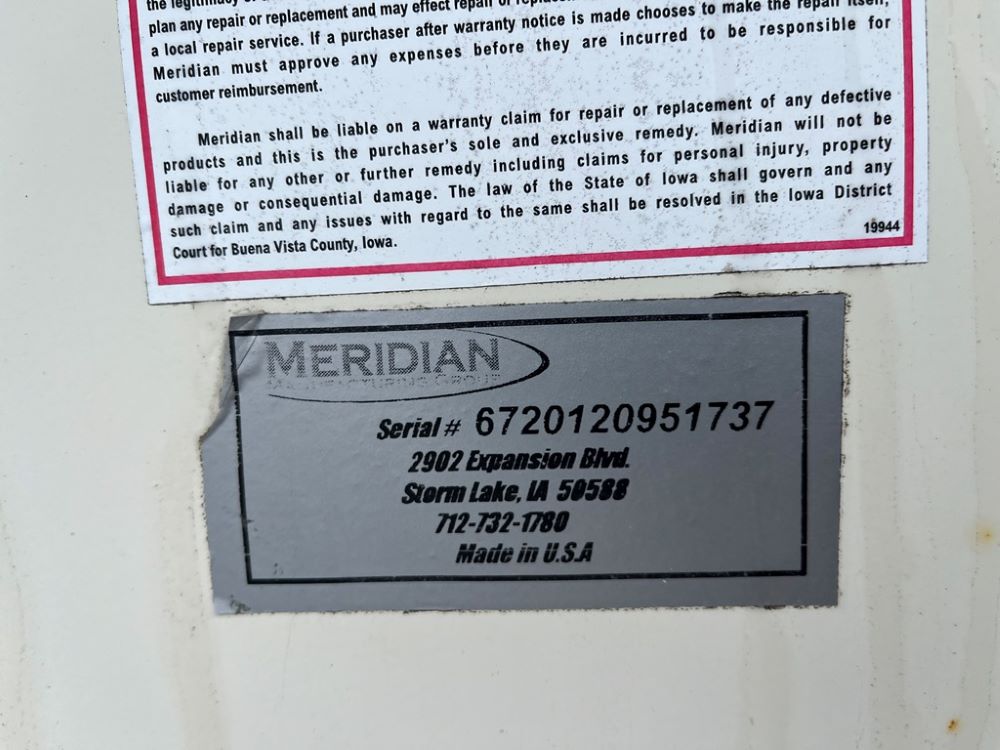 the legitimacy of
plan any repair or replacement and may effect repair or
a local repair service. If a purchaser after warranty notice is made chooses to make the repair itself,
Meridian must approve any expenses before they are incurred to be responsible for
customer reimbursement.
Meridian shall be liable on a warranty claim for repair or replacement of any defective
products and this is the purchaser's sole and exclusive remedy. Meridian will not be
liable for any other or further remedy including claims for personal injury, property
damage or consequential damage. The law of the State of Iowa shall govern and any
such claim and any issues with regard to the same shall be resolved in the Iowa District
Court for Buena Vista County, Iowa.
19944
MERIDIAN
MANUFACTURING GROUP
Serial # 6720120951737
2902 Expansion Blvd.
Storm Lake, IA 50588
712-732-1780
Made in U.S.A